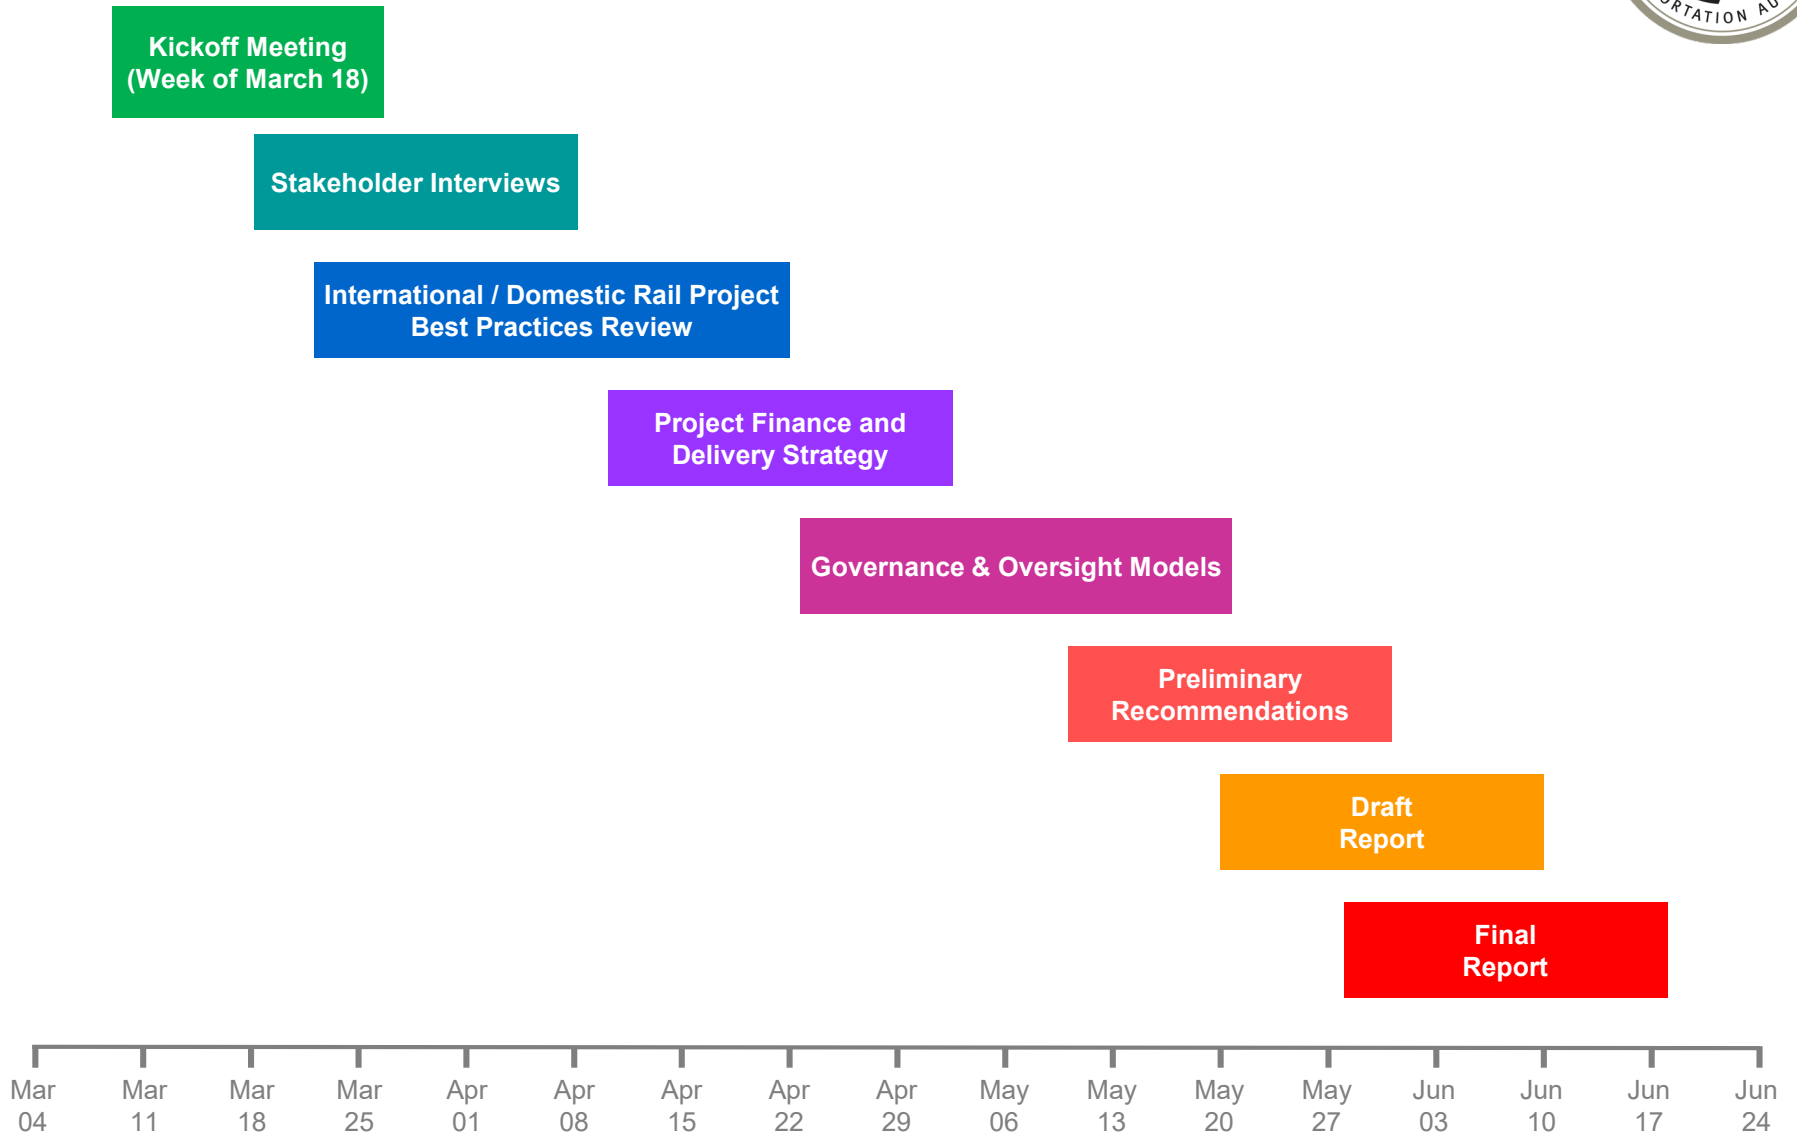 TATION AU
Kickoff Meeting
(Week of March 18)
Stakeholder Interviews
International / Domestic Rail Project
Best Practices Review
Project Finance and
Delivery Strategy
Governance & Oversight Models
Preliminary
Recommendations
Draft
Report
Final
Report
Mar Mar Mar Mar Apr Apr Apr Apr Apr May May May May Jun Jun Jun Jun
04 11 18 25 01 08 15 22 29 06 13 20 27 03 10 17 24